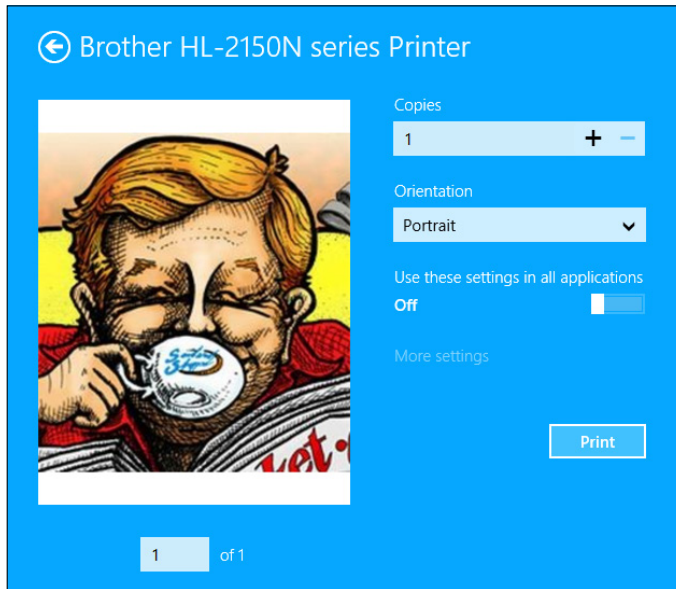 Brother HL-2150N series Printer
Copies
1
Orientation
Portrait
Use these settings in all applications
Off
More settings
Print
1 of 1